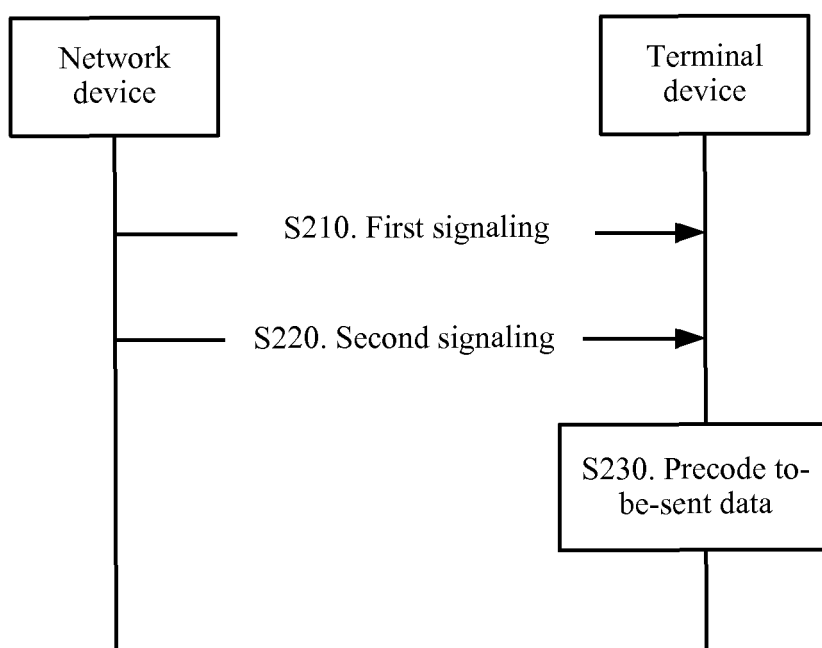 Network
device
Terminal
device
S210. First signaling
S220. Second signaling
S230. Precode to-
be-sent data